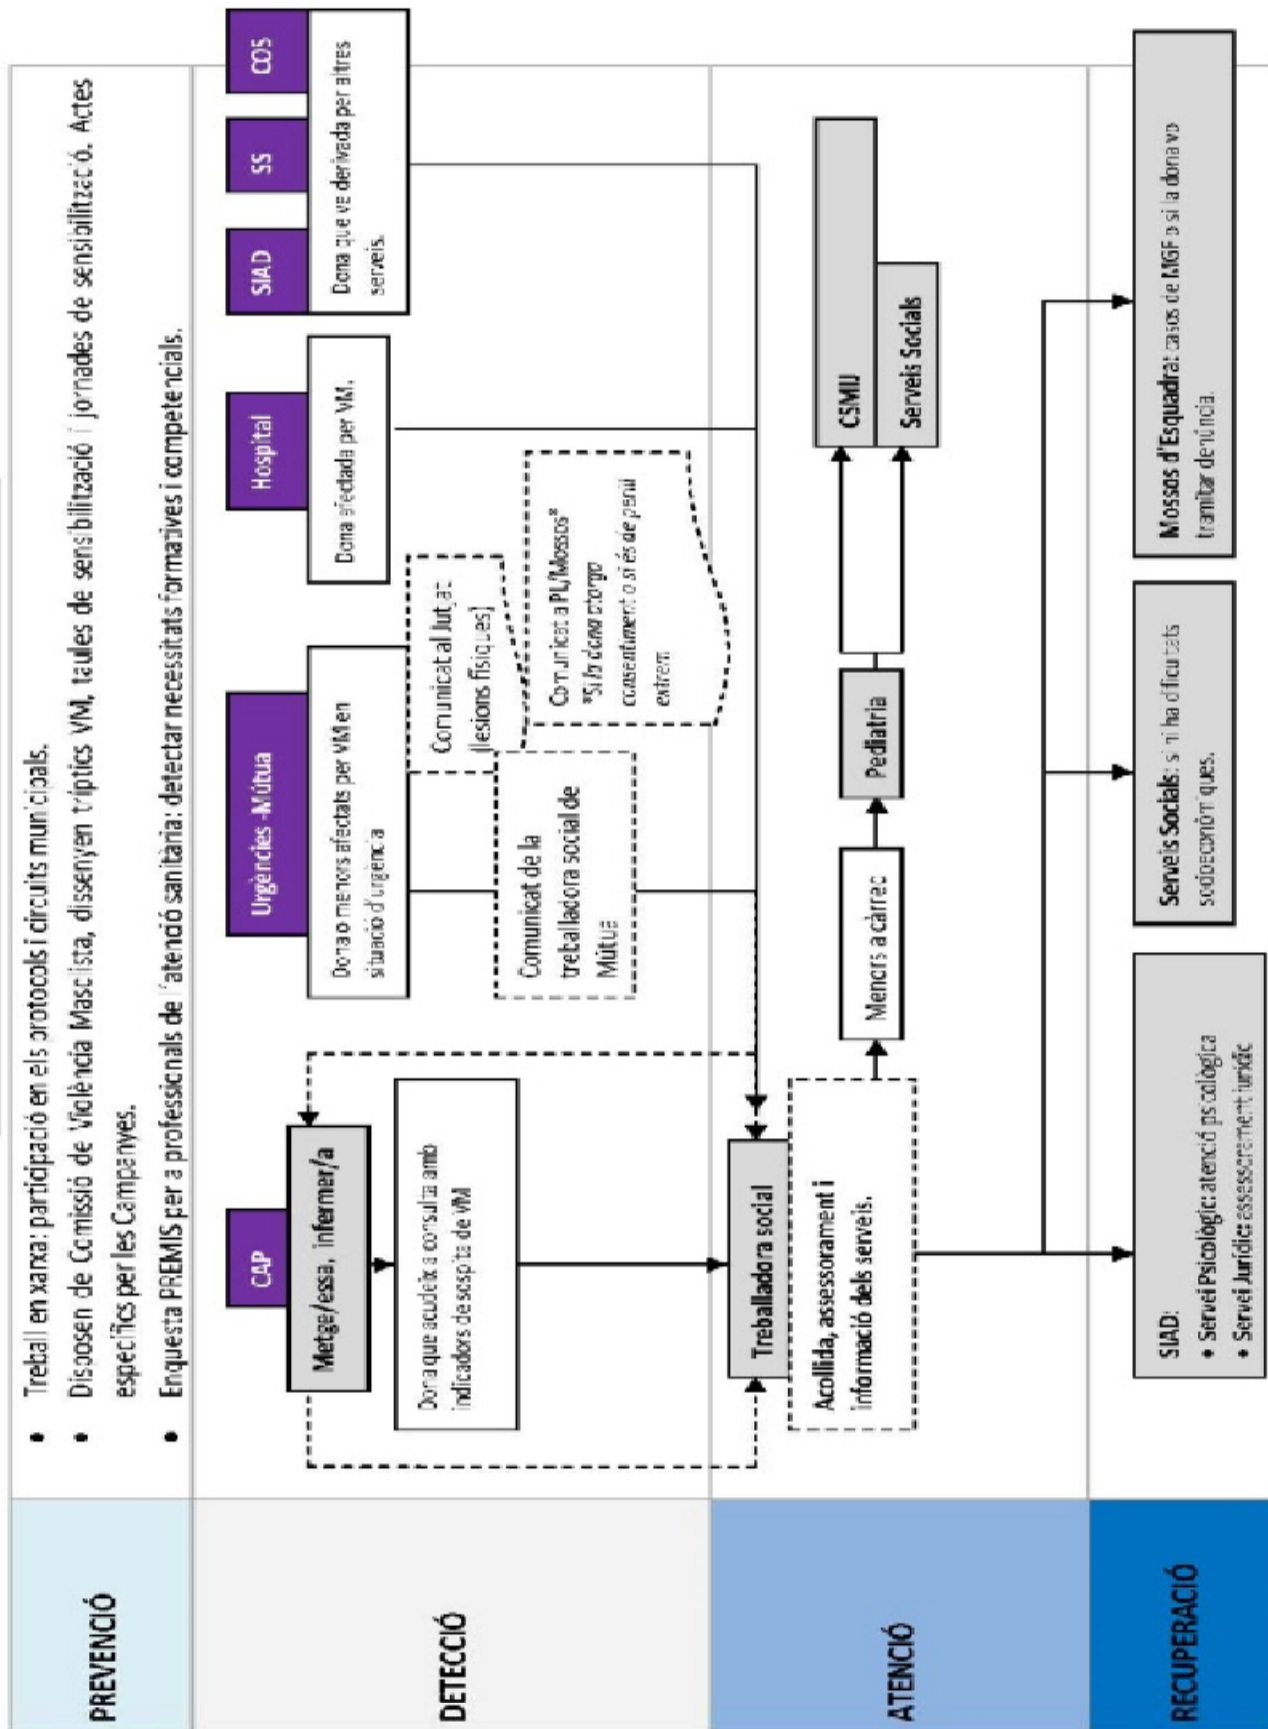 PREVENCIÓ
• Treball en xarxa: participació en els protocols i circuits municipals.
• Disposen de Comissió de Violència Masclista, dissenyen tríptics VM, taules de sensibilització i jornades de sensibilització. Actes
específics per les Campanyes.
• Enquesta PREMIS per a professionals de l'atenció sanitària: detectar necessitats formatives i competencials.
DETECCIÓ
CAP
Metge/essa, infermer/a
Dona que acudeix a consulta amb
indicadors de sospita de VM
Urgències -Mútua
Dona o menors afectats per VM en
situació d'urgència
Comunicat al Jutjat
(lesions físiques)
Comunicat de la
treballadora social de
Mútua
Comunicat a PL/Mossos*
*Si la dona atorga
consentiment o si és de perill
extrem
Hospital
Dona afectada per VM.
SIAD
SS
COS
Dona que ve derivada per altres
serveis.
ATENCIÓ
Treballadora social
Acollida, assessorament i
informació dels serveis.
Menors a càrrec
Pediatria
CSMIJ
Serveis Socials
RECUPERACIÓ
SIAD:
• Servei Psicològic: atenció psicològica
• Servei Jurídic: assessorament jurídic
Serveis Socials: si hi ha dificultats
socioeconòmiques.
Mossos d'Esquadra: casos de MGF o si la dona vo
tramitar denúncia.